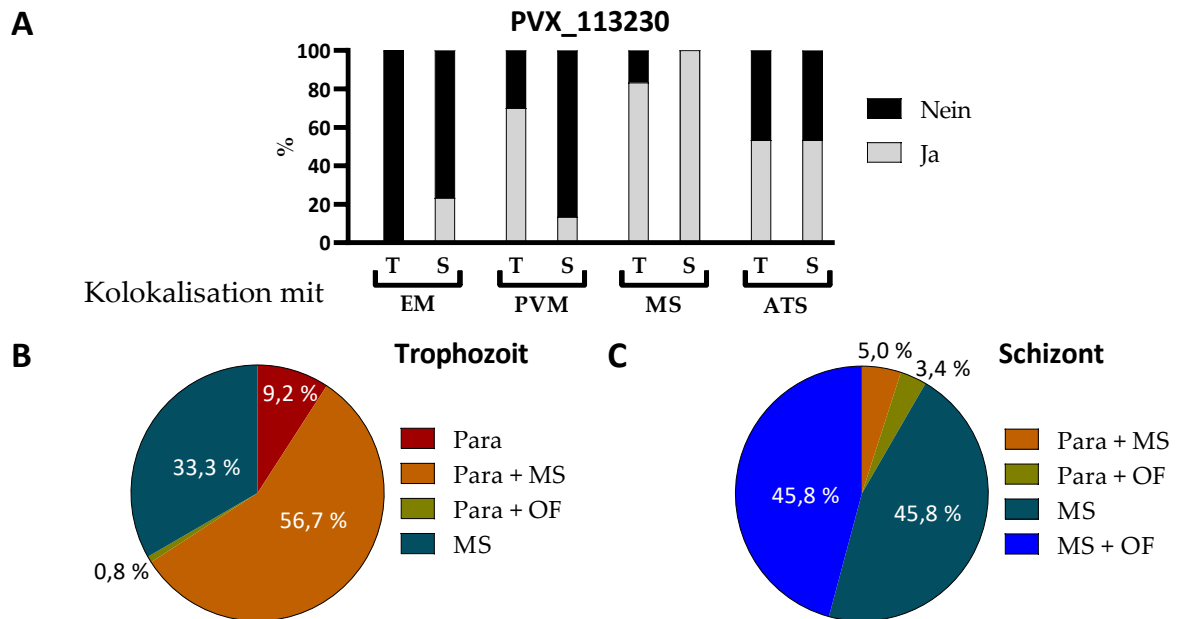 A
PVX_113230
100
80
60
40
20
0
%
Nein
Ja
T S T S T S T S
Kolokalisation mit EM PVM MS ATS
B
Trophozoit
9,2 %
56,7 %
0,8 %
33,3 %
Para
Para + MS
Para + OF
MS
C
Schizont
5,0 %
3,4 %
45,8 %
45,8 %
Para + MS
Para + OF
MS
MS + OF